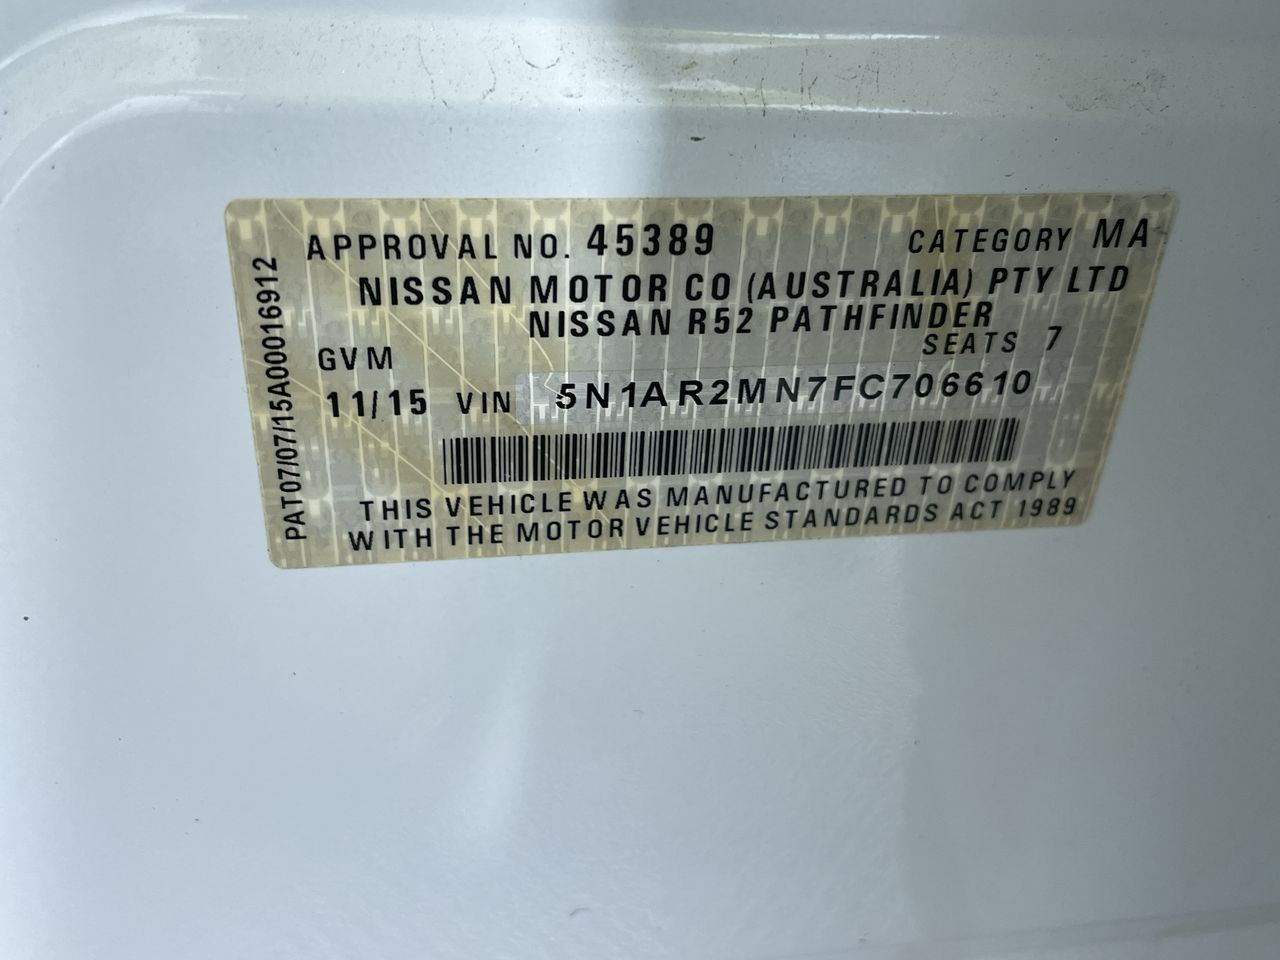 APPROVAL NO. 45389 CATEGORY MA
NISSAN MOTOR CO (AUSTRALIA) PTY LTD
NISSAN R52 PATHFINDER
SEATS 7
GVM
11/15 VIN 5N1AR2MN7FC706610
THIS VEHICLE WAS MANUFACTURED TO COMPLY
WITH THE MOTOR VEHICLE STANDARDS ACT 1989
PAT07/07/15A00016912